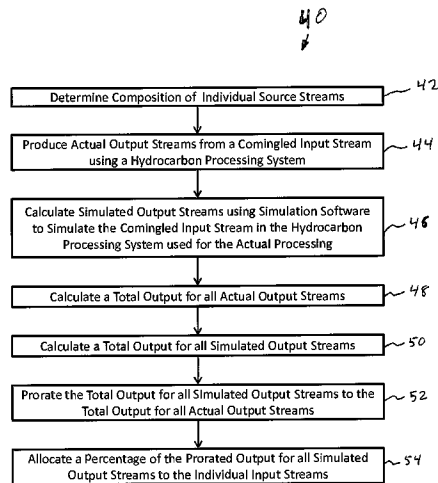 40
Determine Composition of Individual Source Streams
42
Produce Actual Output Streams from a Comingled Input Stream
using a Hydrocarbon Processing System
44
Calculate Simulated Output Streams using Simulation Software
to Simulate the Comingled Input Stream in the Hydrocarbon
Processing System used for the Actual Processing
46
Calculate a Total Output for all Actual Output Streams
48
Calculate a Total Output for all Simulated Output Streams
50
Prorate the Total Output for all Simulated Output Streams to the
Total Output for all Actual Output Streams
52
Allocate a Percentage of the Prorated Output for all Simulated
Output Streams to the Individual Input Streams
54